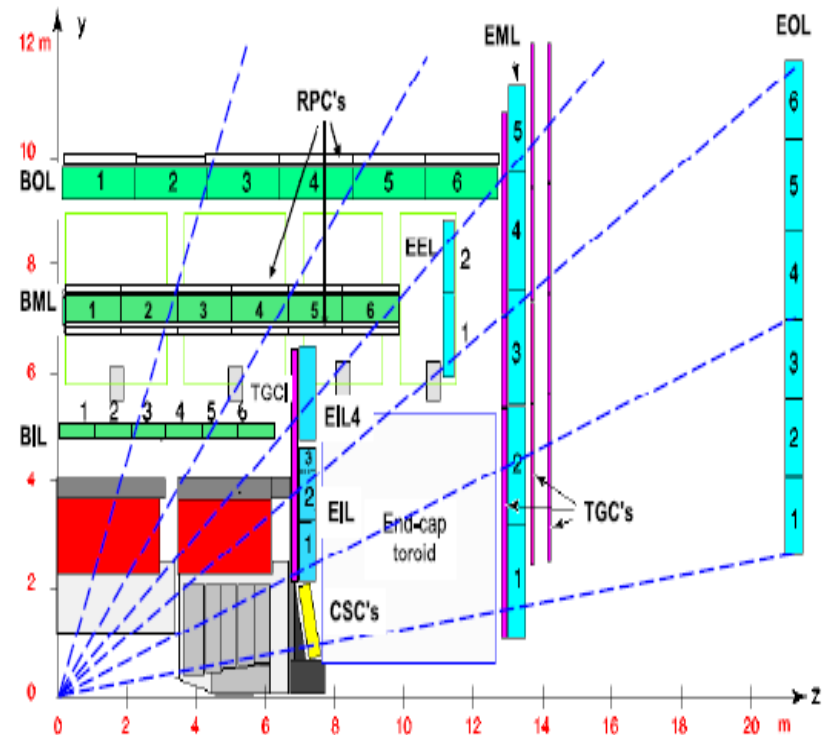 y
12 m
EML
EOL
RPC's
5
6
10
BOL
1 2 3 4 5 6
5
4
8
EEL
2
4
BML
1 2 3 4 5 6
1
3
3
6
TGCI
1 2 3 4 5 6
BIL
EIL4
2
4
3
2
2
EIL
End-cap
toroid
TGC's
1
1
2
1
CSC's
0
z
0 2 4 6 8 10 12 14 16 18 20 m